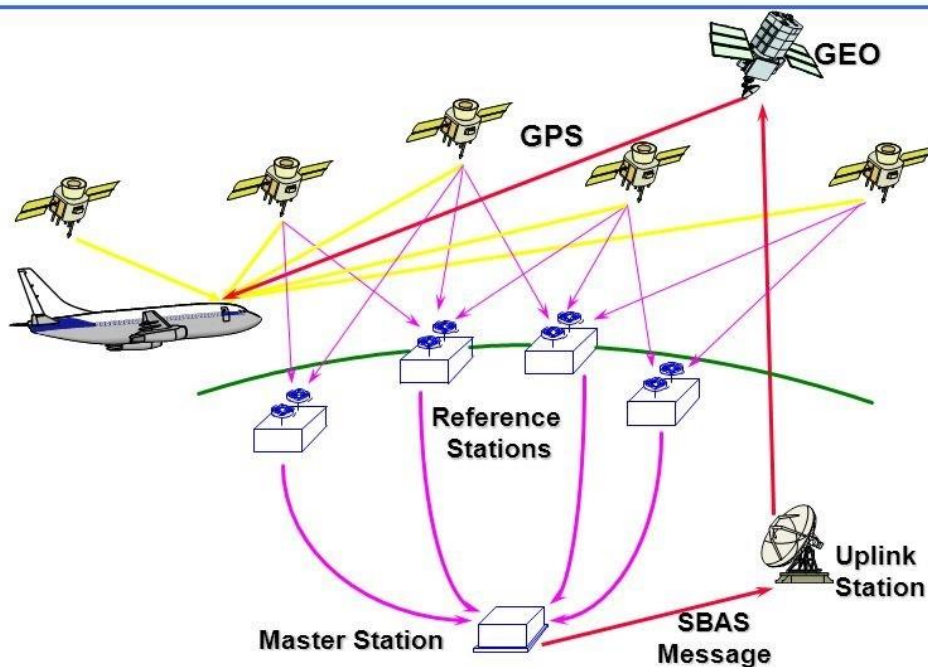 GEO
GPS
Reference
Stations
Uplink
Station
Master Station
SBAS
Message